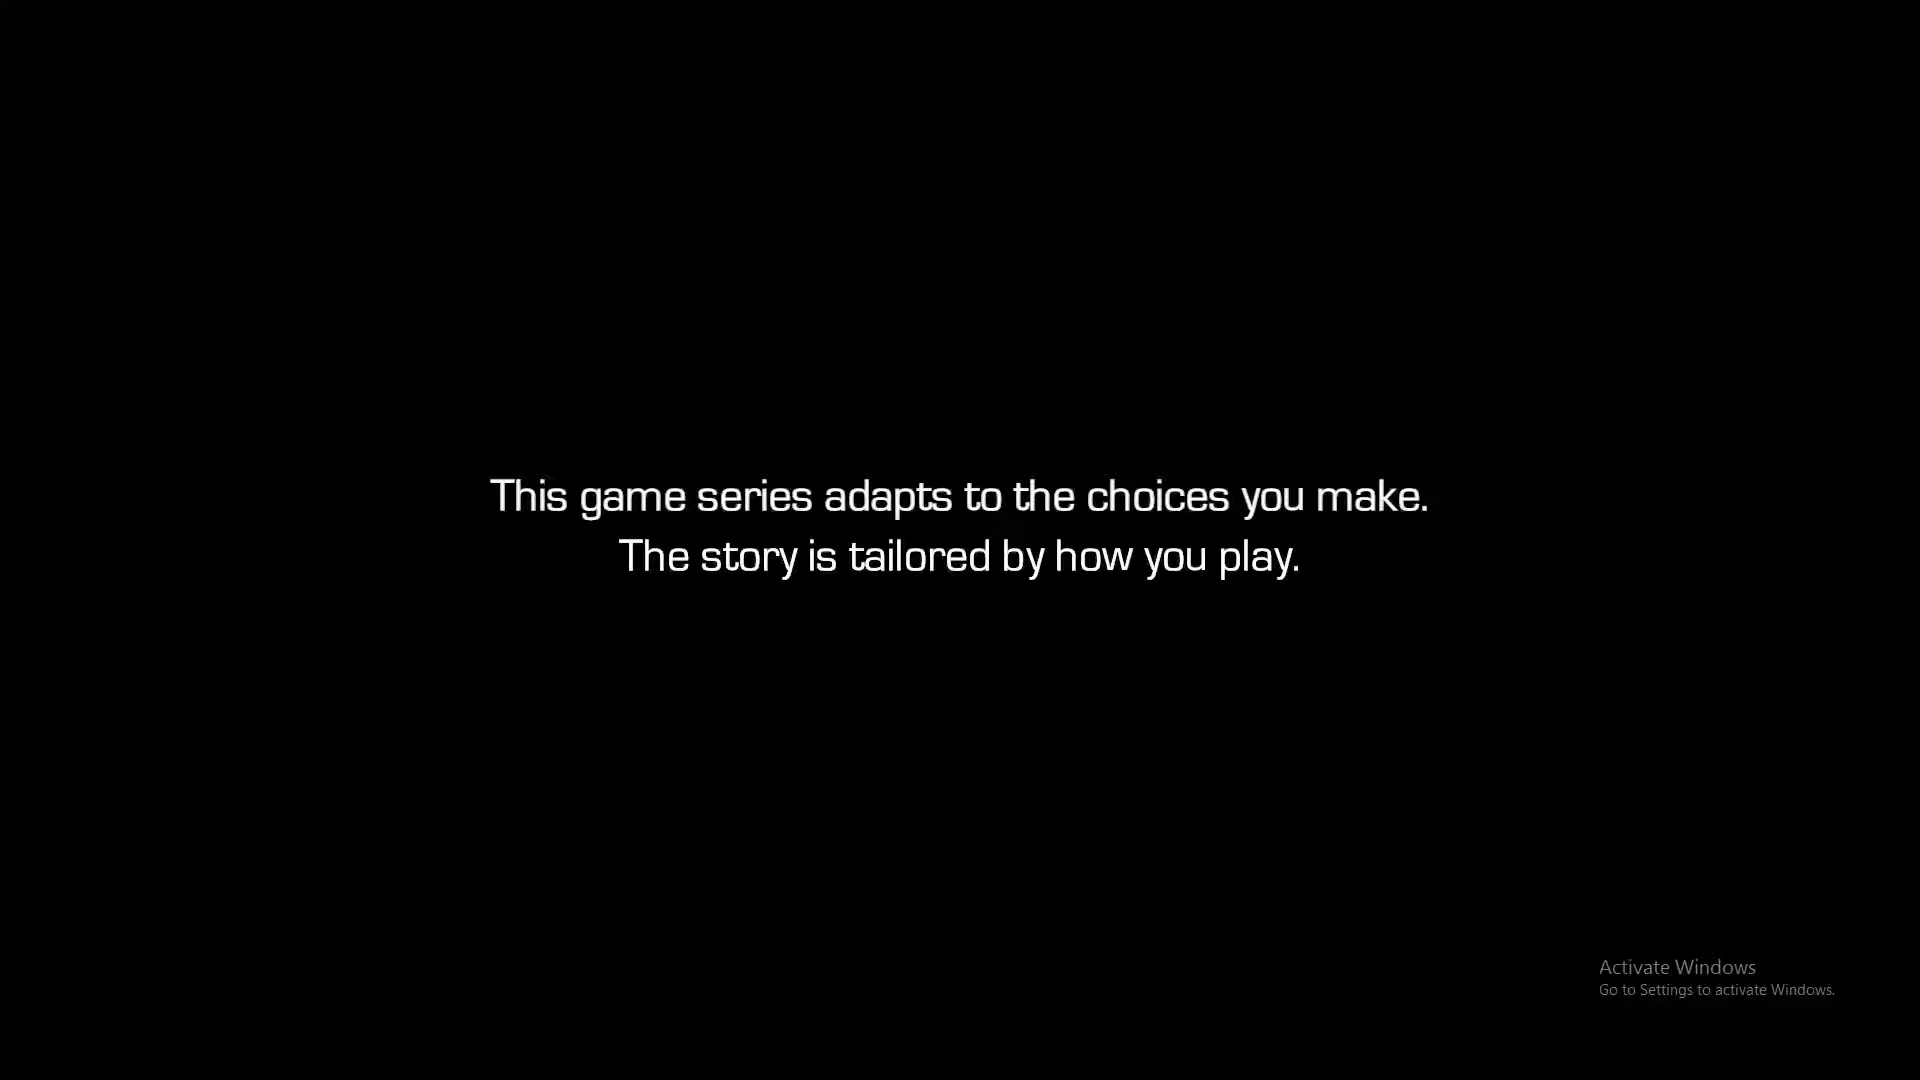 This game series adapts to the choices you make.
The story is tailored by how you play.
Activate Windows
Go to Settings to activate Windows.